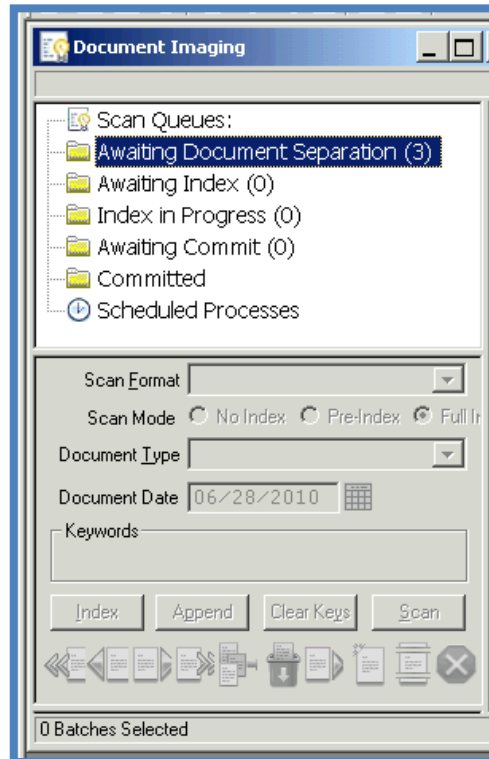 Document Imaging
Scan Queues:
Awaiting Document Separation (3)
Awaiting Index (0)
Index in Progress (0)
Awaiting Commit (0)
Committed
Scheduled Processes
Scan Format
Scan Mode No Index Pre-Index Full In
Document Type
Document Date 06/28/2010
Keywords
Index Append Clear Keys Scan
0 Batches Selected